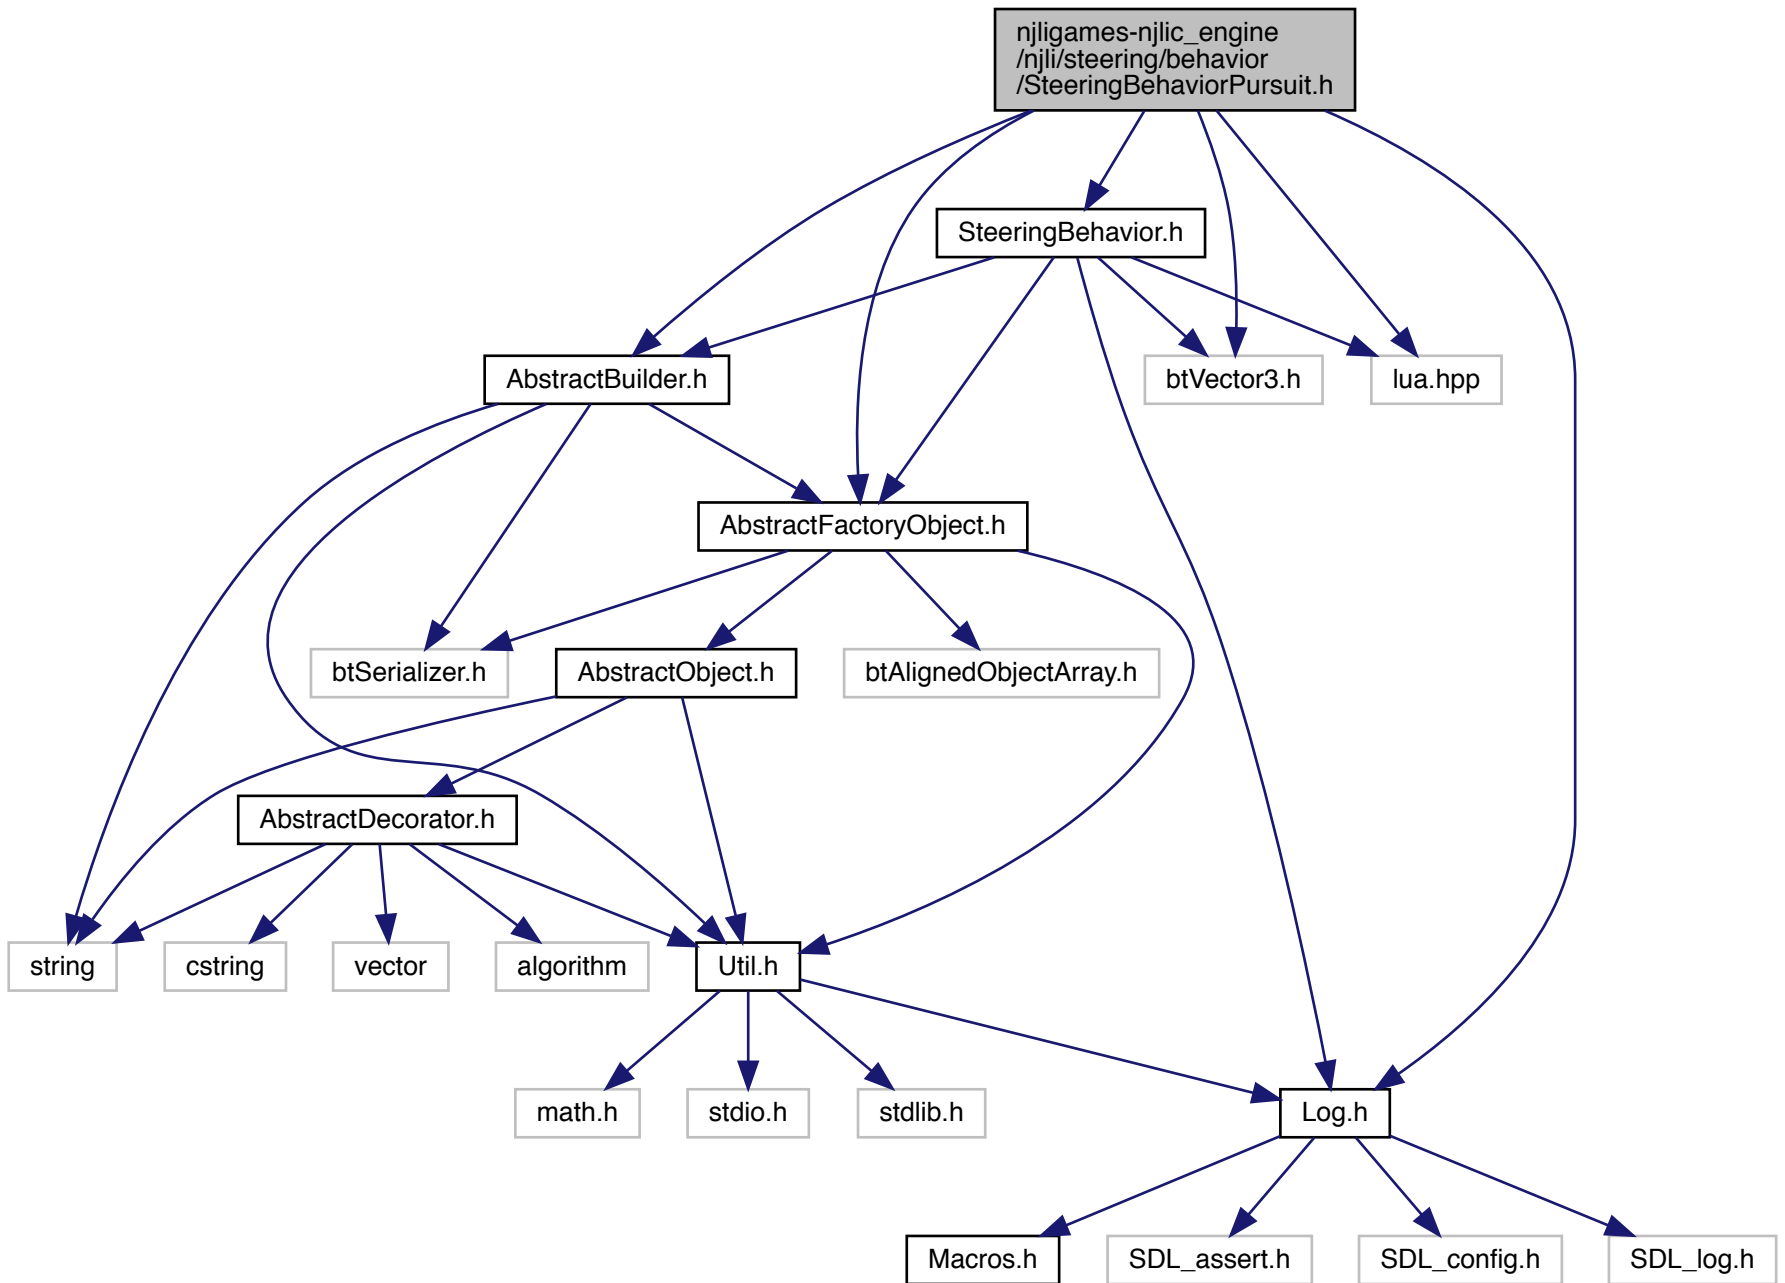 njligames-njlic_engine
/njli/steering/behavior
/SteeringBehaviorPursuit.h
SteeringBehavior.h
AbstractBuilder.h
btVector3.h
lua.hpp
AbstractFactoryObject.h
btSerializer.h
AbstractObject.h
btAlignedObjectArray.h
AbstractDecorator.h
string
cstring
vector
algorithm
Util.h
math.h
stdio.h
stdlib.h
Log.h
Macros.h
SDL_assert.h
SDL_config.h
SDL_log.h